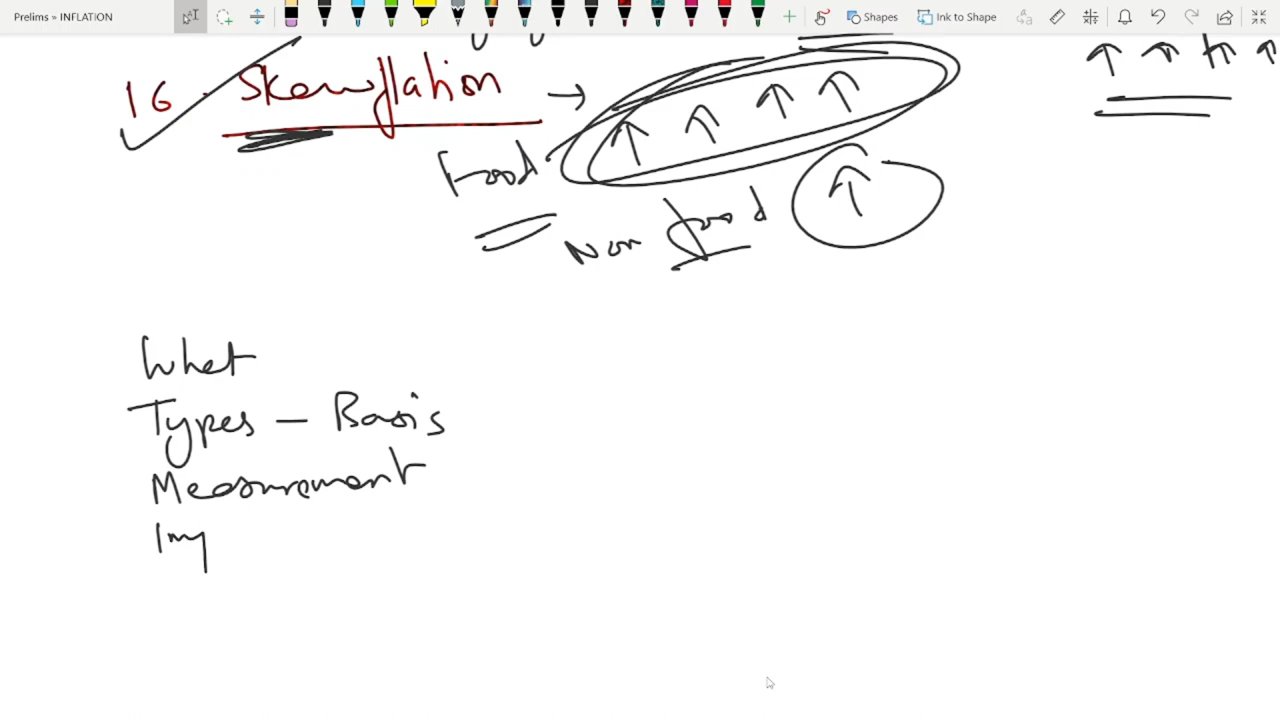 Prelims » INFLATION
Shapes
Ink to Shape
16. Skewflation →
Food
Non food
What
Types - Basis
Measurement
Imp